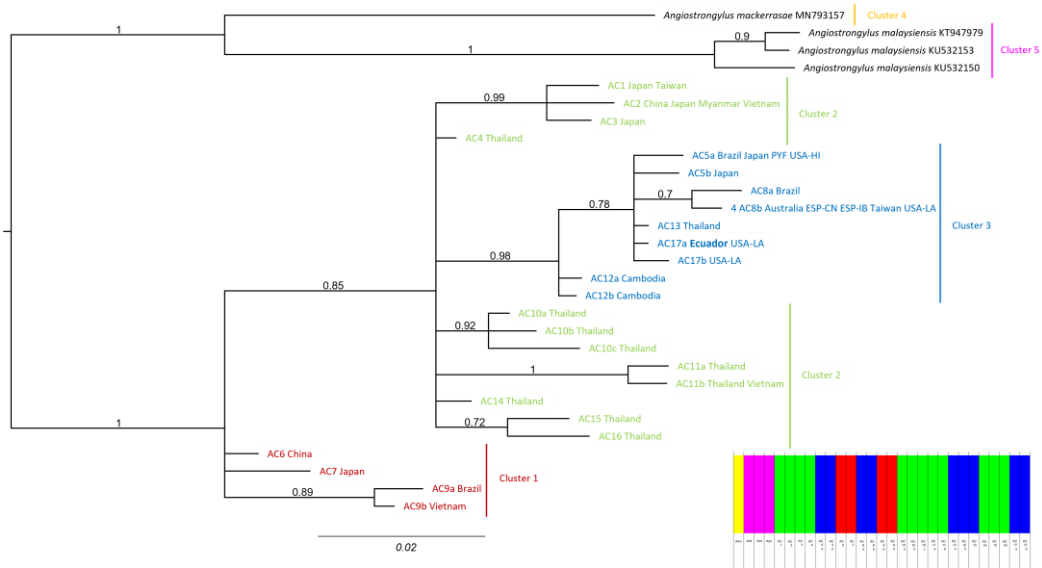 1
Angiostrongylus mackerrasae MN793157
Cluster 4
1
0.9
Angiostrongylus malaysiensis KT947979
Angiostrongylus malaysiensis KU532153
Angiostrongylus malaysiensis KU532150
Cluster 5
0.99
AC1 Japan Taiwan
AC2 China Japan Myanmar Vietnam
AC3 Japan
AC4 Thailand
Cluster 2
AC5a Brazil Japan PYF USA-HI
AC5b Japan
0.7
AC8a Brazil
4 AC8b Australia ESP-CN ESP-IB Taiwan USA-LA
0.78
AC13 Thailand
AC17a Ecuador USA-LA
AC17b USA-LA
Cluster 3
0.98
AC12a Cambodia
AC12b Cambodia
0.85
AC10a Thailand
0.92
AC10b Thailand
AC10c Thailand
1
AC11a Thailand
AC11b Thailand Vietnam
Cluster 2
AC14 Thailand
0.72
AC15 Thailand
AC16 Thailand
1
AC6 China
AC7 Japan
0.89
AC9a Brazil
AC9b Vietnam
Cluster 1
0.02